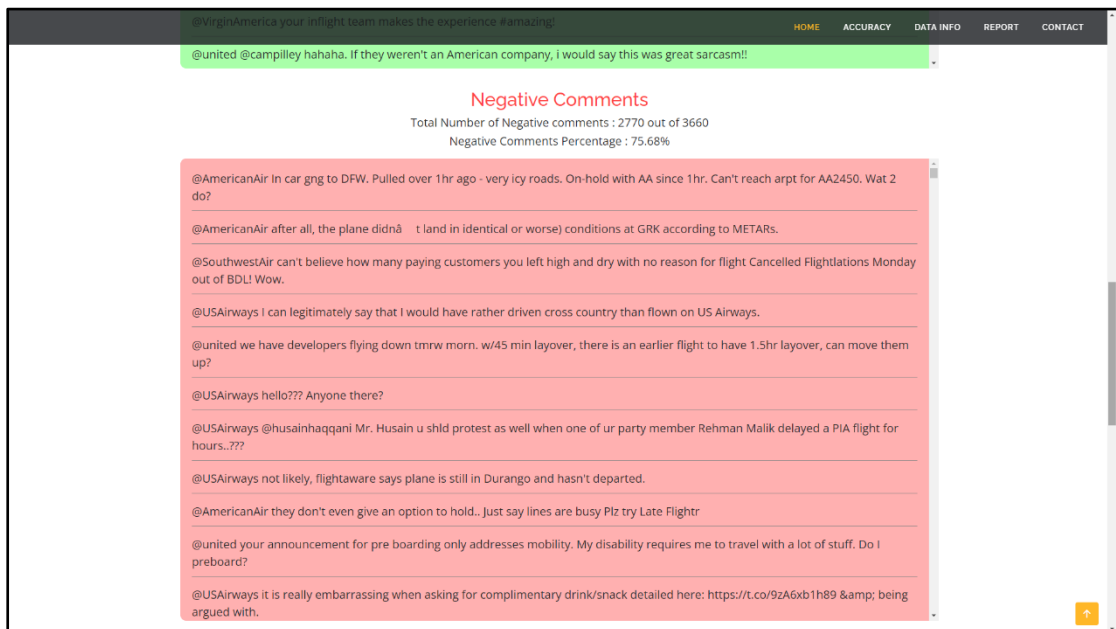 @VirginAmerica your inflight team makes the experience #amazing!
HOME ACCURACY DATA INFO REPORT CONTACT
@united @campilley hahaha. If they weren't an American company, i would say this was great sarcasm!!
Negative Comments
Total Number of Negative comments : 2770 out of 3660
Negative Comments Percentage : 75.68%
@AmericanAir In car gng to DFW. Pulled over 1hr ago - very icy roads. On-hold with AA since 1hr. Can't reach arpt for AA2450. Wat 2
do?
@AmericanAir after all, the plane didnâ t land in identical or worse) conditions at GRK according to METARs.
@SouthwestAir can't believe how many paying customers you left high and dry with no reason for flight Cancelled Flightlations Monday
out of BDL! Wow.
@USAirways I can legitimately say that I would have rather driven cross country than flown on US Airways.
@united we have developers flying down tmrw morn. w/45 min layover, there is an earlier flight to have 1.5hr layover, can move them
up?
@USAirways hello??? Anyone there?
@USAirways @husainhaqqani Mr. Husain u shld protest as well when one of ur party member Rehman Malik delayed a PIA flight for
hours..???
@USAirways not likely, flightaware says plane is still in Durango and hasn't departed.
@AmericanAir they don't even give an option to hold.. Just say lines are busy Plz try Late Flightr
@united your announcement for pre boarding only addresses mobility. My disability requires me to travel with a lot of stuff. Do I
preboard?
@USAirways it is really embarrassing when asking for complimentary drink/snack detailed here: https://t.co/9zA6xb1h89 &amp; being
argued with.